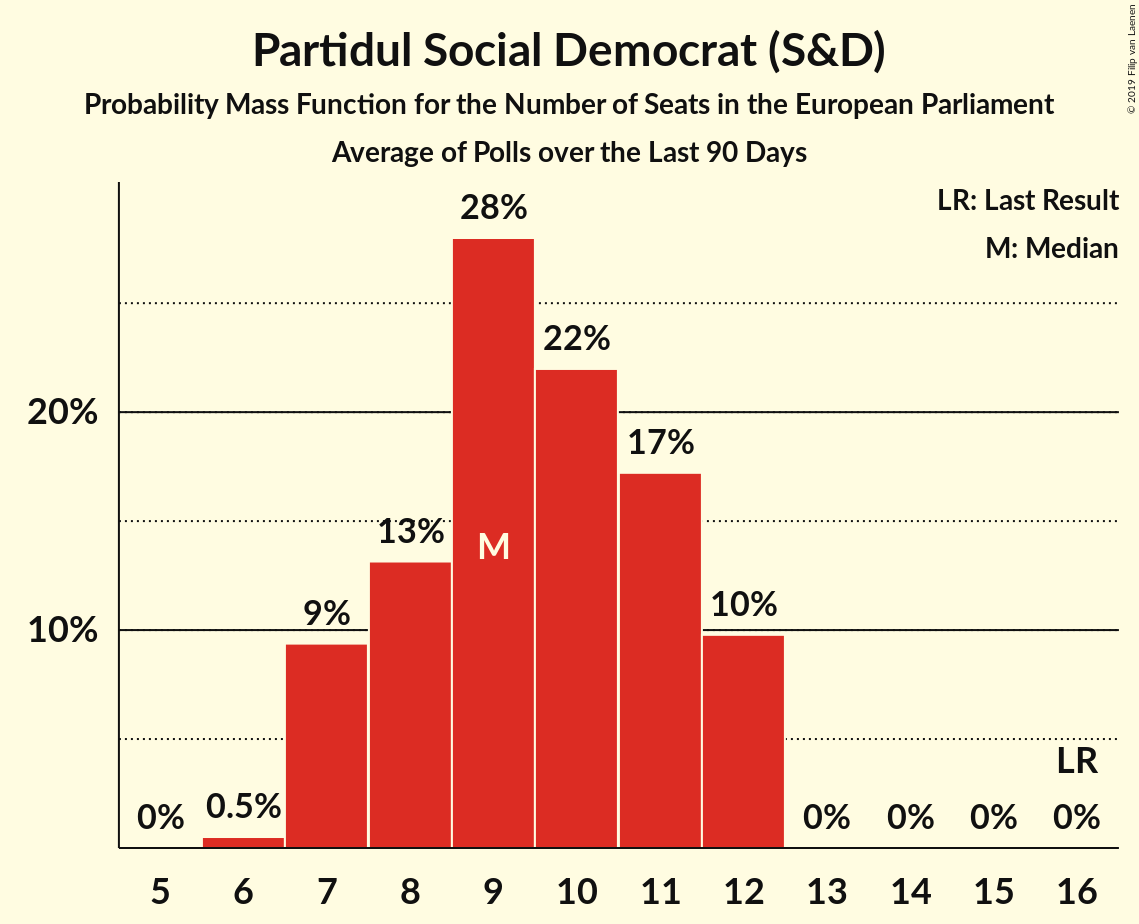 Partidul Social Democrat (S&D)
Probability Mass Function for the Number of Seats in the European Parliament
Average of Polls over the Last 90 Days
© 2019 Filip van Laenen
LR: Last Result
M: Median
28%
22%
20%
17%
13%
M
10%
9%
10%
LR
0%
0.5%
0%
0%
0%
0%
5 6 7 8 9 10 11 12 13 14 15 16